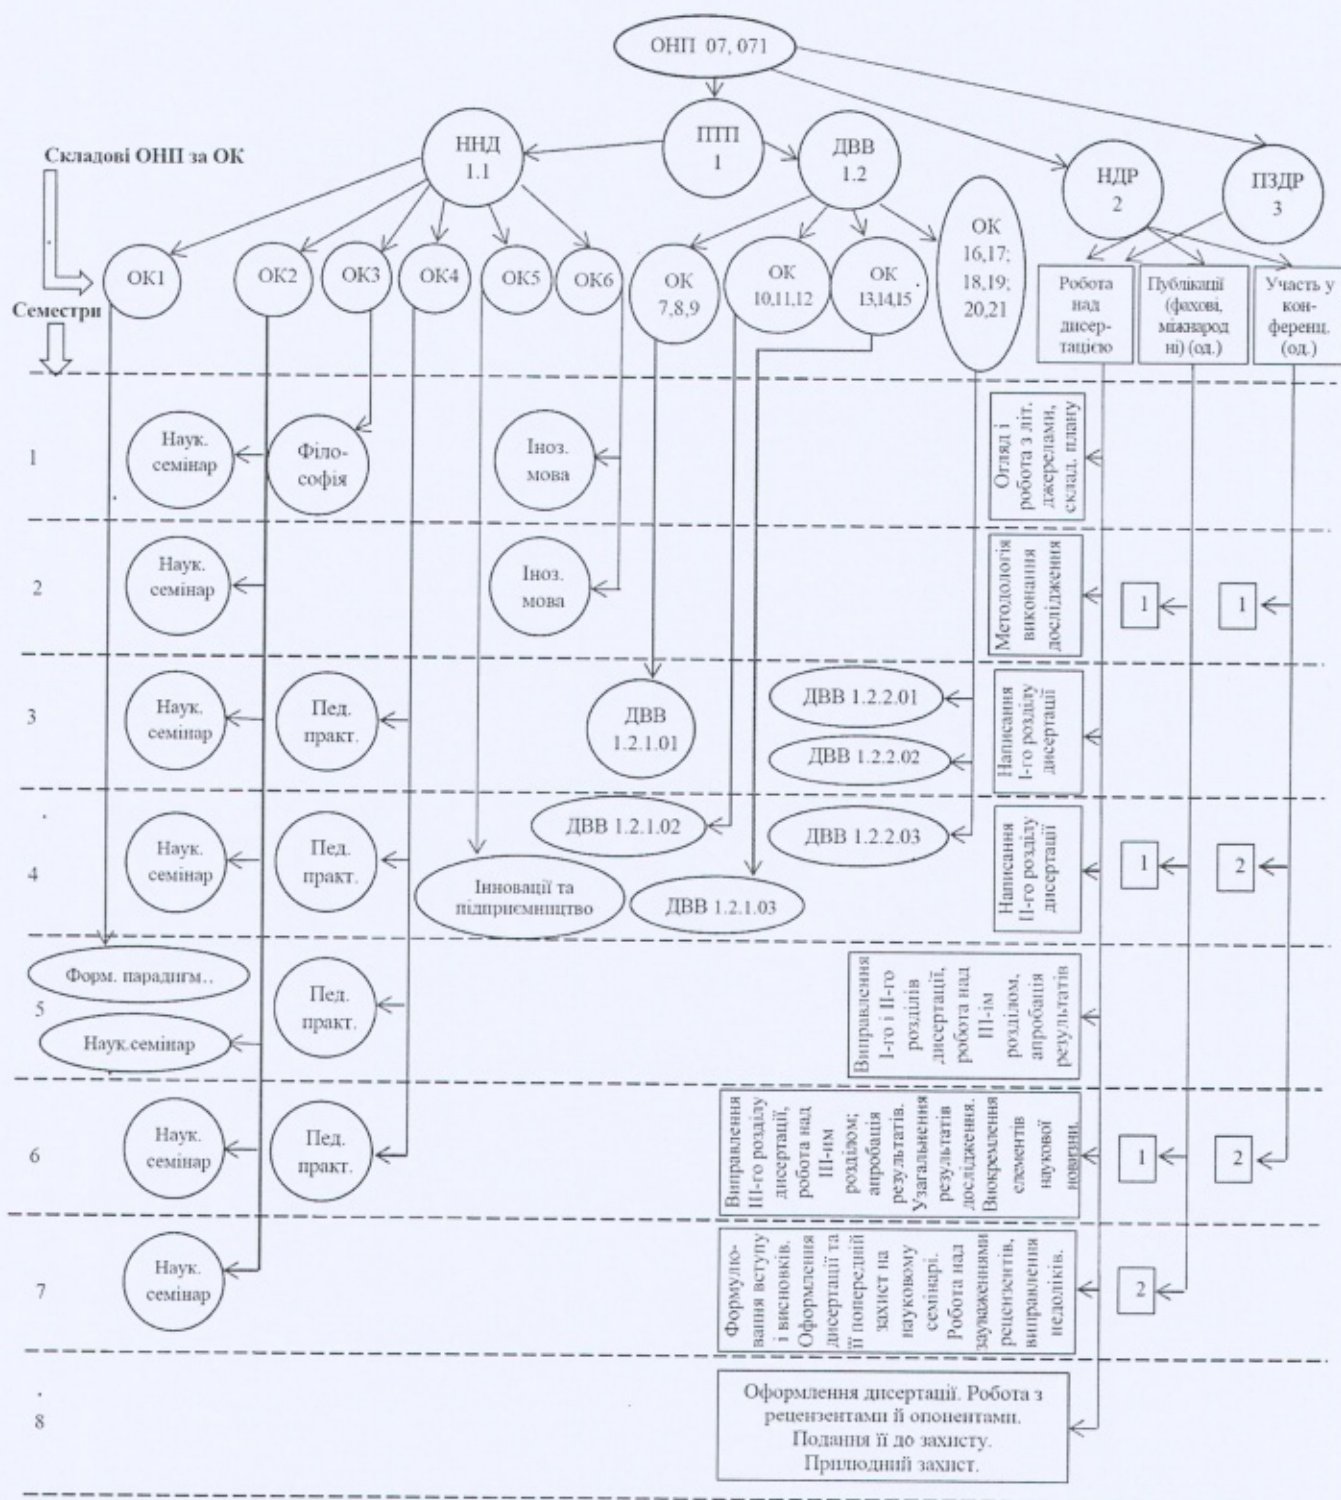 ОНП 07, 071
Складові ОНП за ОК
ННД
1.1
ПТП
1
ДВВ
1.2
НДР
2
ПЗДР
3
ОК1
ОК2
ОК3
ОК4
ОК5
ОК6
ОК
7,8,9
ОК
10,11,12
ОК
13,14,15
ОК
16,17;
18,19;
20,21
Робота
над
дисер-
тацією
Публікації
(фахові,
міжнарод
ні) (од.)
Участь у
кон-
ференц.
(од.)
Семестри
1
Наук.
семінар
Філо-
софія
Іноз.
мова
Огляд і
робота з літ.
джерелами,
склад. плану
2
Наук.
семінар
Іноз.
мова
Методологія
виконання
дослідження
1
1
3
Наук.
семінар
Пед.
практ.
ДВВ
1.2.1.01
ДВВ 1.2.2.01
ДВВ 1.2.2.02
Написання
І-го розділу
дисертації
4
Наук.
семінар
Пед.
практ.
Інновації та
підприємництво
ДВВ 1.2.1.02
ДВВ 1.2.1.03
ДВВ 1.2.2.03
Написання
ІІ-го розділу
дисертації
1
2
Форм. парадигм..
5
Наук.семінар
Пед.
практ.
Виправлення
І-го і ІІ-го
розділів
дисертації,
робота над
ІІІ-ім
розділом,
апробація
результатів
6
Наук.
семінар
Пед.
практ.
Виправлення
ІІІ-го розділу
дисертації,
робота над
ІІІ-им
розділом;
апробація
результатів.
Узагальнення
результатів
дослідження.
Виокремлення
елементів
наукової
новизни.
1
2
7
Наук.
семінар
Формулю-
вання вступу
і висновків.
Оформлення
дисертації та
її попередній
захист на
науковому
семінарі.
Робота над
зауваженнями
рецензентів,
виправлення
недоліків.
2
8
Оформлення дисертації. Робота з
рецензентами й опонентами.
Подання її до захисту.
Прилюдний захист.